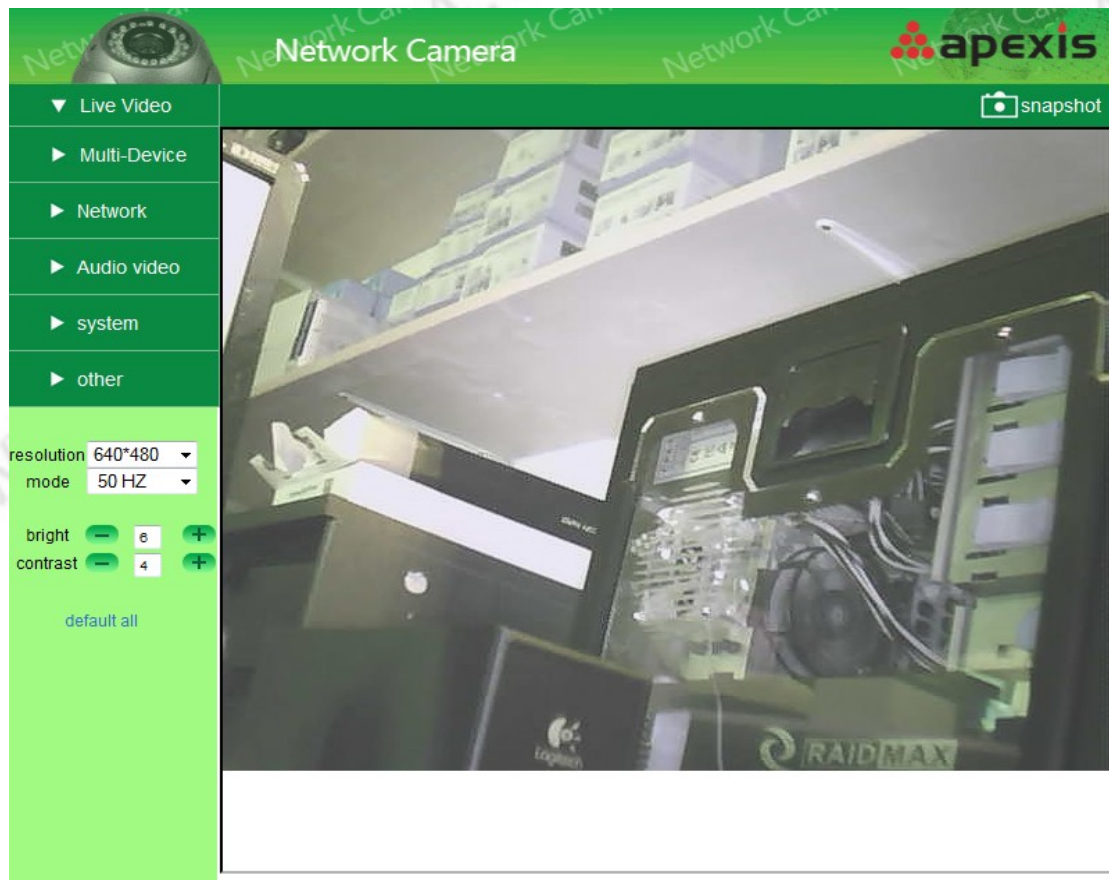 Network Camera
apexis
Live Video
snapshot
Multi-Device
Network
Audio video
system
other
resolution 640*480
mode 50 HZ
bright 6
contrast 4
default all
Logitech
RAIDMAX